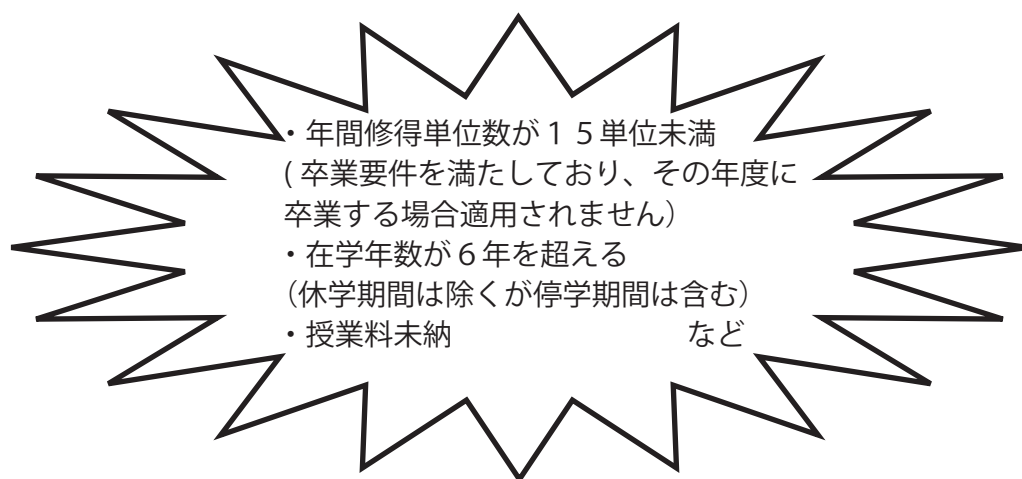 ・年間修得単位数が１５単位未満
(卒業要件を満たしており、その年度に
卒業する場合適用されません）
・在学年数が６年を超える
（休学期間は除くが停学期間は含む）
・授業料未納　　　　　　　　など